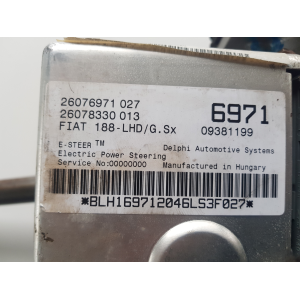 26076971 027
6971
26078330 013
FIAT 188-LHD/G.Sx
09381199
E-STEER™
Delphi Automotive Systems
Electric Power Steering
Service No:00000000
Manufactured in Hungary
*BLH169712046LS3F027*